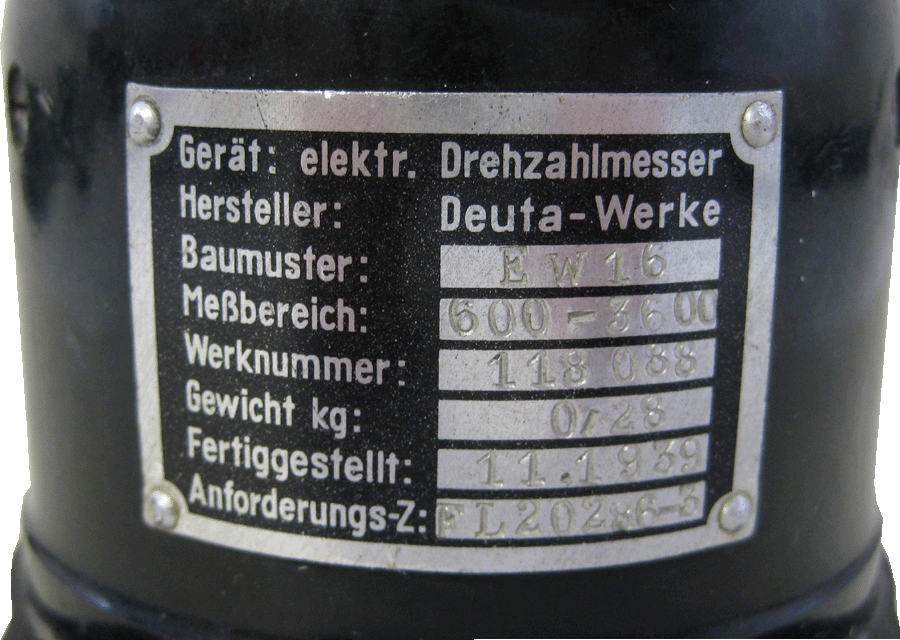 Gerät: elektr. Drehzahlmesser
Hersteller: Deuta-Werke
Baumuster: EW16
Meßbereich: 600-3600
Werknummer: 118 088
Gewicht kg: 0,28
Fertiggestellt: 11.1939
Anforderungs-Z: FL20286-3